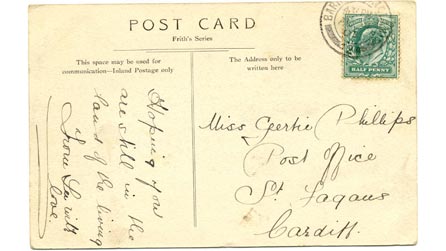 POST CARD
Frith's Series
This space may be used for
communication—Inland Postage only
The Address only to be
written here
HALF PENNY
Hoping you
are still in the
land of the living
from
love.
Miss Gertie Phillips
Post Office
St Fagans
Cardiff.